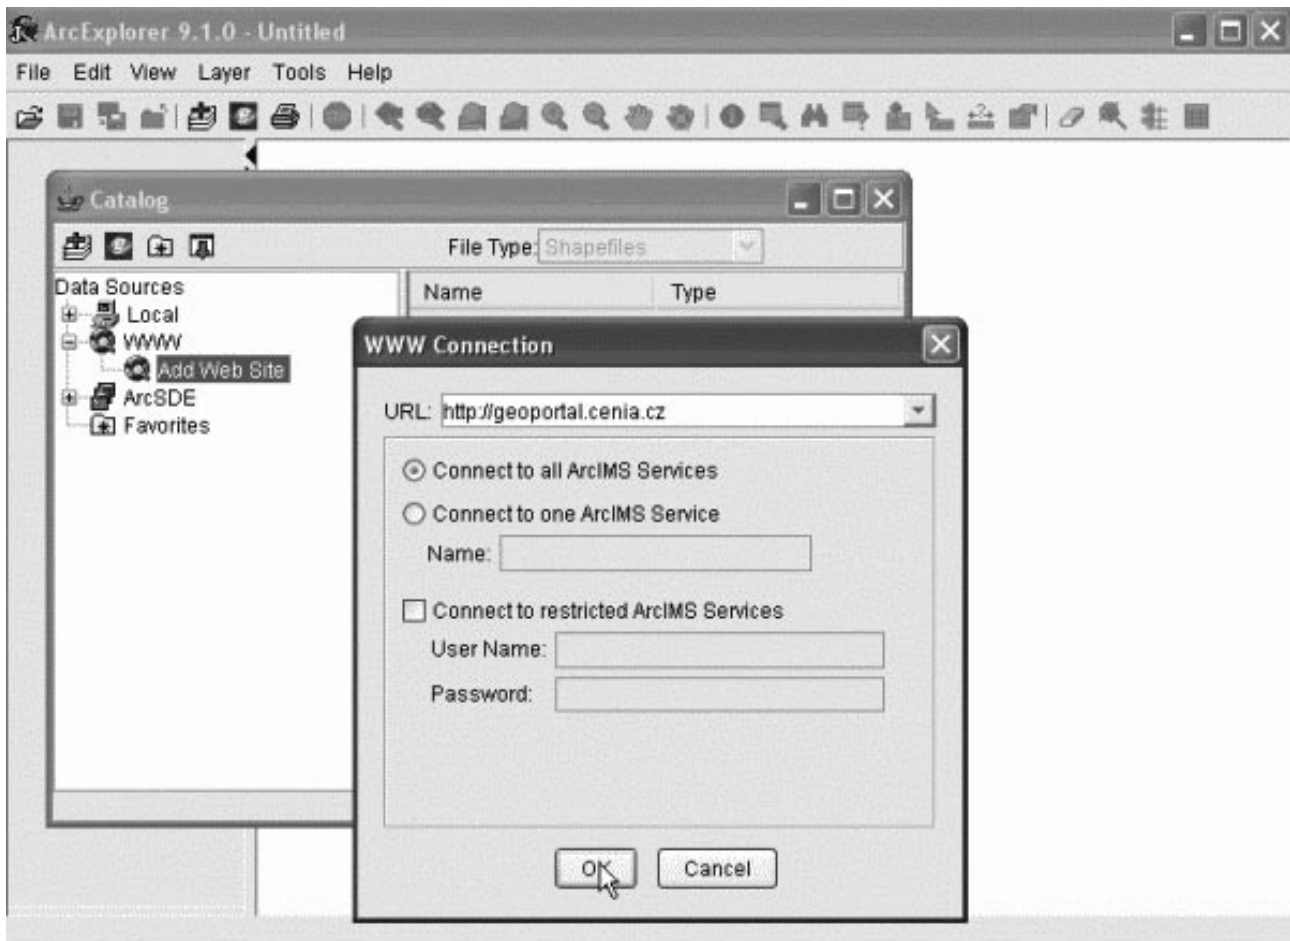 ArcExplorer 9.1.0 - Untitled
File Edit View Layer Tools Help
Catalog
File Type: Shapefiles
Data Sources
Local
WWW
Add Web Site
ArcSDE
Favorites
Name Type
WWW Connection
URL: http://geoportal.cenia.cz
Connect to all ArcIMS Services
Connect to one ArcIMS Service
Name:
Connect to restricted ArcIMS Services
User Name:
Password:
OK Cancel